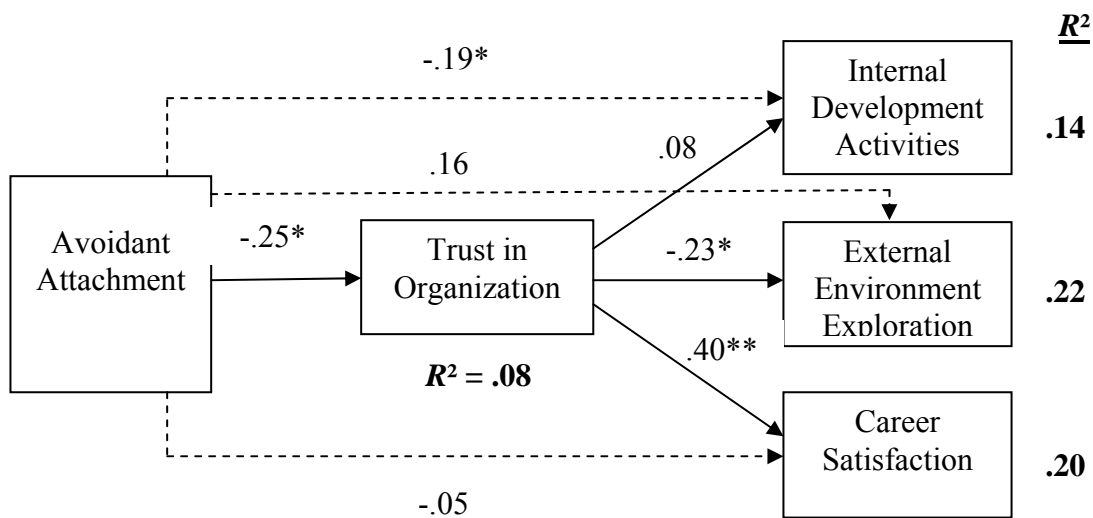 R²
-.19*
Internal
Development
Activities
.14
.08
.16
Avoidant
Attachment
-.25*
Trust in
Organization
R² = .08
-.23*
External
Environment
Exploration
.22
.40**
Career
Satisfaction
.20
-.05